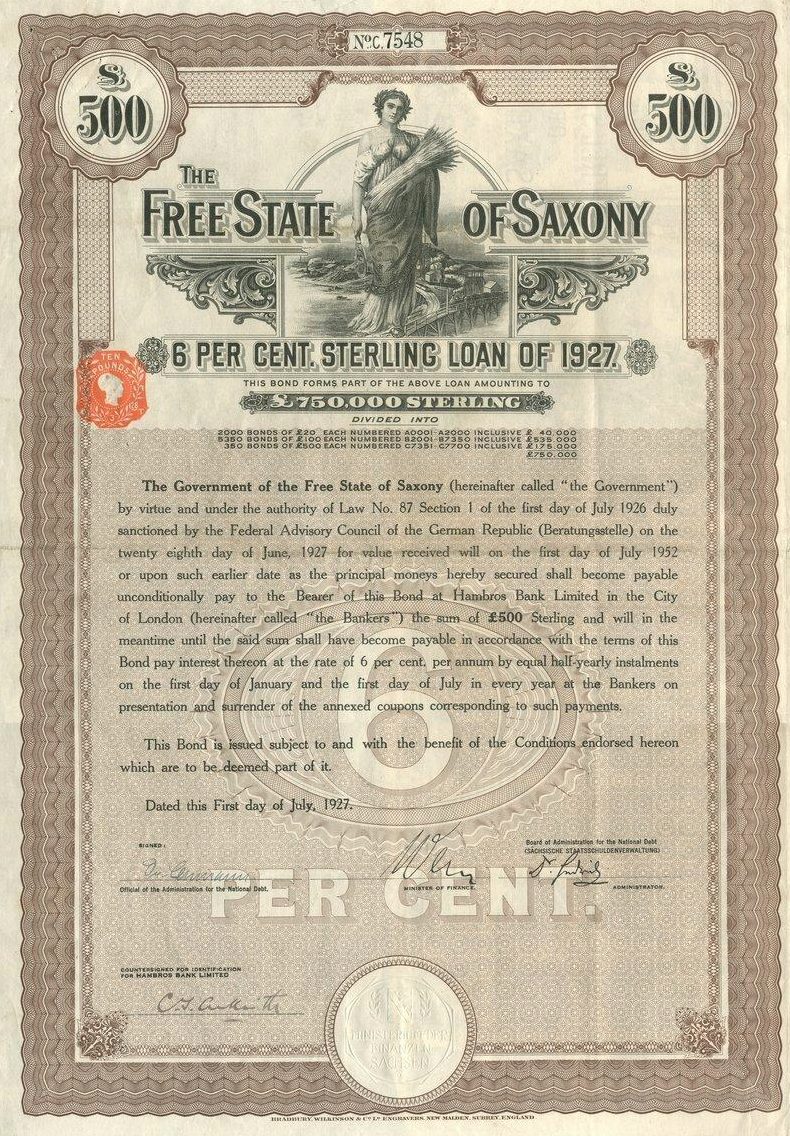 No.C. 7548
£ 500
£ 500
THE
FREE STATE OF SAXONY
6 PER CENT. STERLING LOAN OF 1927.
THIS BOND FORMS PART OF THE ABOVE LOAN AMOUNTING TO
£750,000 STERLING
DIVIDED INTO
2000 BONDS OF £20 EACH NUMBERED A0001-A2000 INCLUSIVE £ 40,000
5350 BONDS OF £100 EACH NUMBERED B2001-B7350 INCLUSIVE £535,000
350 BONDS OF £500 EACH NUMBERED C7351-C7700 INCLUSIVE £175,000
£750,000
TEN
POUNDS
The Government of the Free State of Saxony (hereinafter called "the Government")
by virtue and under the authority of Law No. 87 Section 1 of the first day of July 1926 duly
sanctioned by the Federal Advisory Council of the German Republic (Beratungsstelle) on the
twenty eighth day of June, 1927 for value received will on the first day of July 1952
or upon such earlier date as the principal moneys hereby secured shall become payable
unconditionally pay to the Bearer of this Bond at Hambros Bank Limited in the City
of London (hereinafter called "the Bankers") the sum of £500 Sterling and will in the
meantime until the said sum shall have become payable in accordance with the terms of this
Bond pay interest thereon at the rate of 6 per cent. per annum by equal half-yearly instalments
on the first day of January and the first day of July in every year at the Bankers on
presentation and surrender of the annexed coupons corresponding to such payments.
6
This Bond is issued subject to and with the benefit of the Conditions endorsed hereon
which are to be deemed part of it.
Dated this First day of July, 1927.
SIGNED:
Board of Administration for the National Debt
(SÄCHSISCHE STAATSSCHULDENVERWALTUNG)
Official of the Administration for the National Debt.
MINISTER OF FINANCE.
ADMINISTRATOR.
PER CENT.
COUNTERSIGNED FOR IDENTIFICATION
FOR HAMBROS BANK LIMITED
MINISTERIUM DER
FINANZEN
SACHSEN
BRADBURY, WILKINSON & Co. Ld. ENGRAVERS, NEW MALDEN, SURREY, ENGLAND